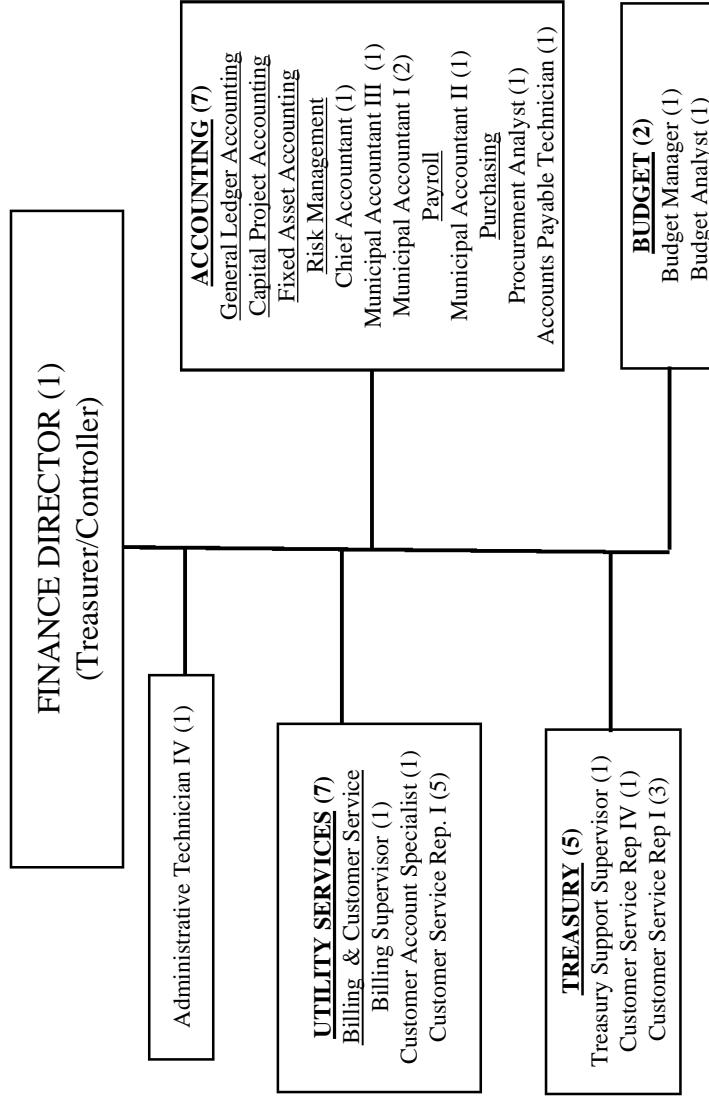 FINANCE DIRECTOR (1)
(Treasurer/Controller)
Administrative Technician IV (1)
UTILITY SERVICES (7)
Billing & Customer Service
Billing Supervisor (1)
Customer Account Specialist (1)
Customer Service Rep. I (5)
TREASURY (5)
Treasury Support Supervisor (1)
Customer Service Rep IV (1)
Customer Service Rep I (3)
ACCOUNTING (7)
General Ledger Accounting
Capital Project Accounting
Fixed Asset Accounting
Risk Management
Chief Accountant (1)
Municipal Accountant III (1)
Municipal Accountant I (2)
Payroll
Municipal Accountant II (1)
Purchasing
Procurement Analyst (1)
Accounts Payable Technician (1)
BUDGET (2)
Budget Manager (1)
Budget Analyst (1)